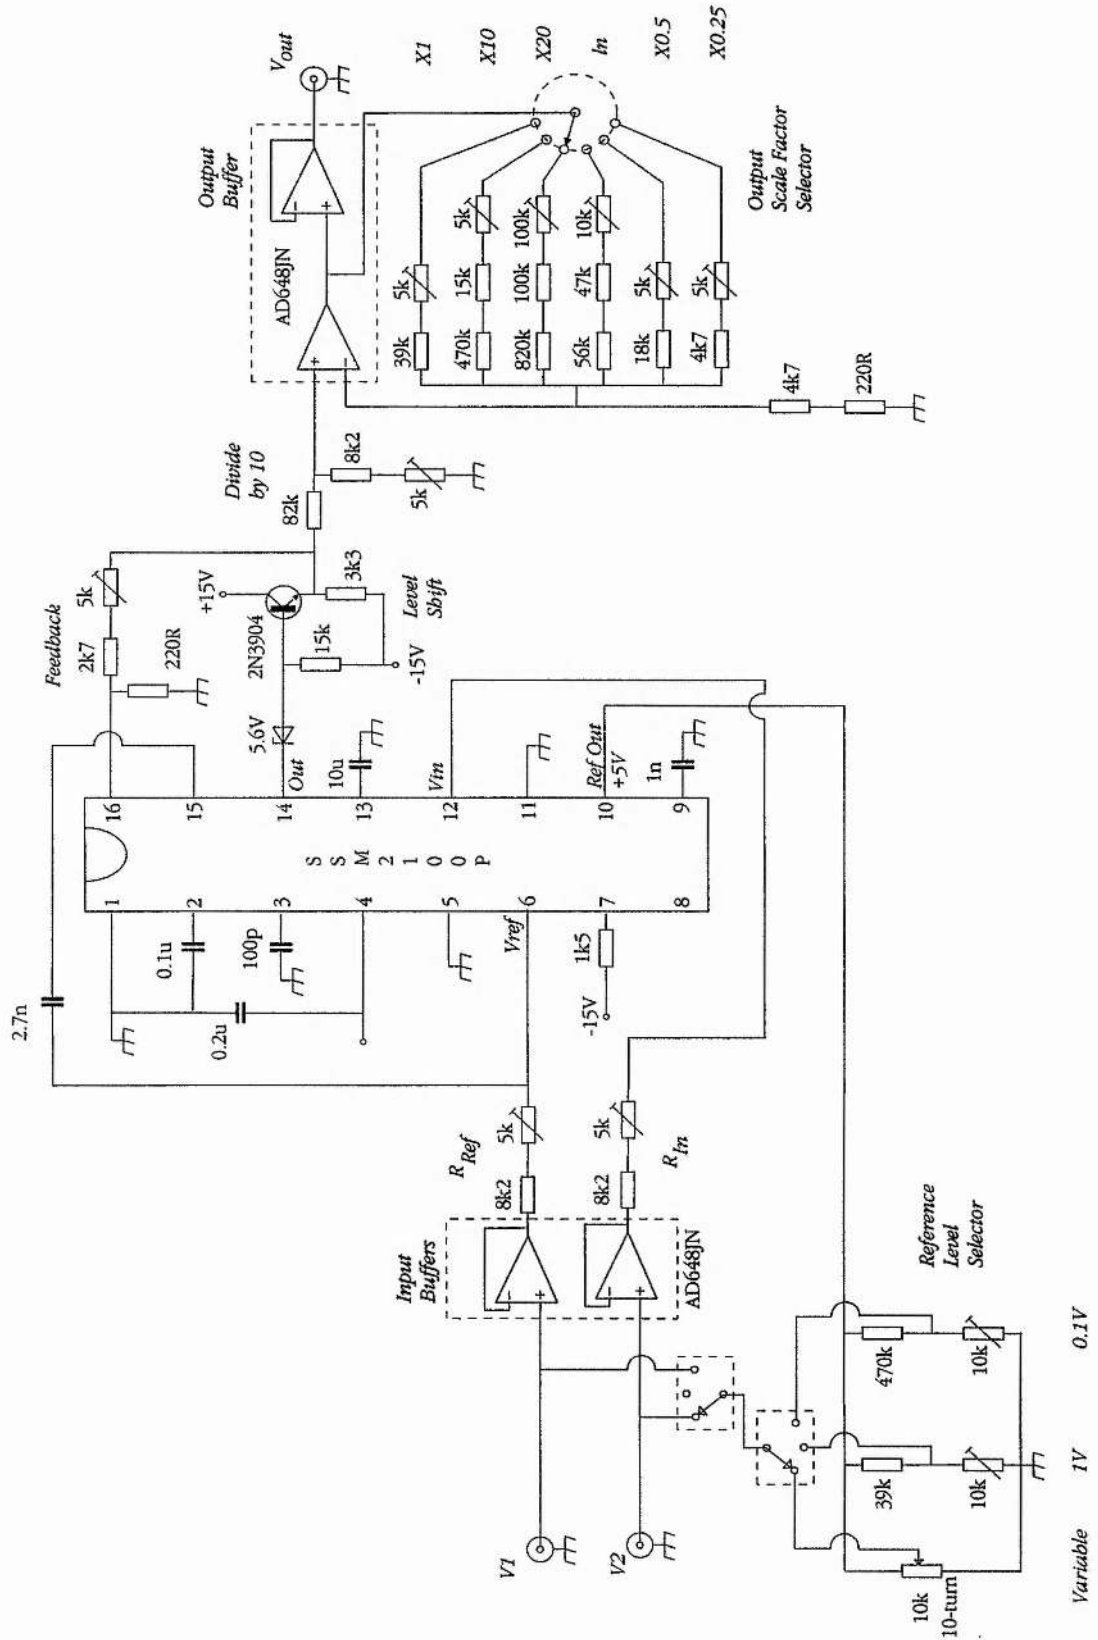 Vout
Output
Buffer
AD648JN
X1
X10
X20
ln
X0.5
X0.25
39k
5k
470k
15k
5k
820k
100k
100k
56k
47k
10k
18k
5k
4k7
5k
Output
Scale Factor
Selector
4k7
220R
Divide
by 10
82k
8k2
5k
Feedback
5k
2k7
220R
+15V
2N3904
3k3
Level
Shift
15k
-15V
5.6V
Out
10u
Vin
Ref Out
+5V
1n
16
15
14
13
12
11
10
9
SSM2100P
1
2
3
4
5
6
7
8
2.7n
0.1u
100p
0.2u
Vref
1k5
-15V
R Ref
5k
8k2
R In
5k
8k2
Input
Buffers
AD648JN
V1
V2
Reference
Level
Selector
470k
10k
39k
10k
10k
10-turn
Variable
1V
0.1V